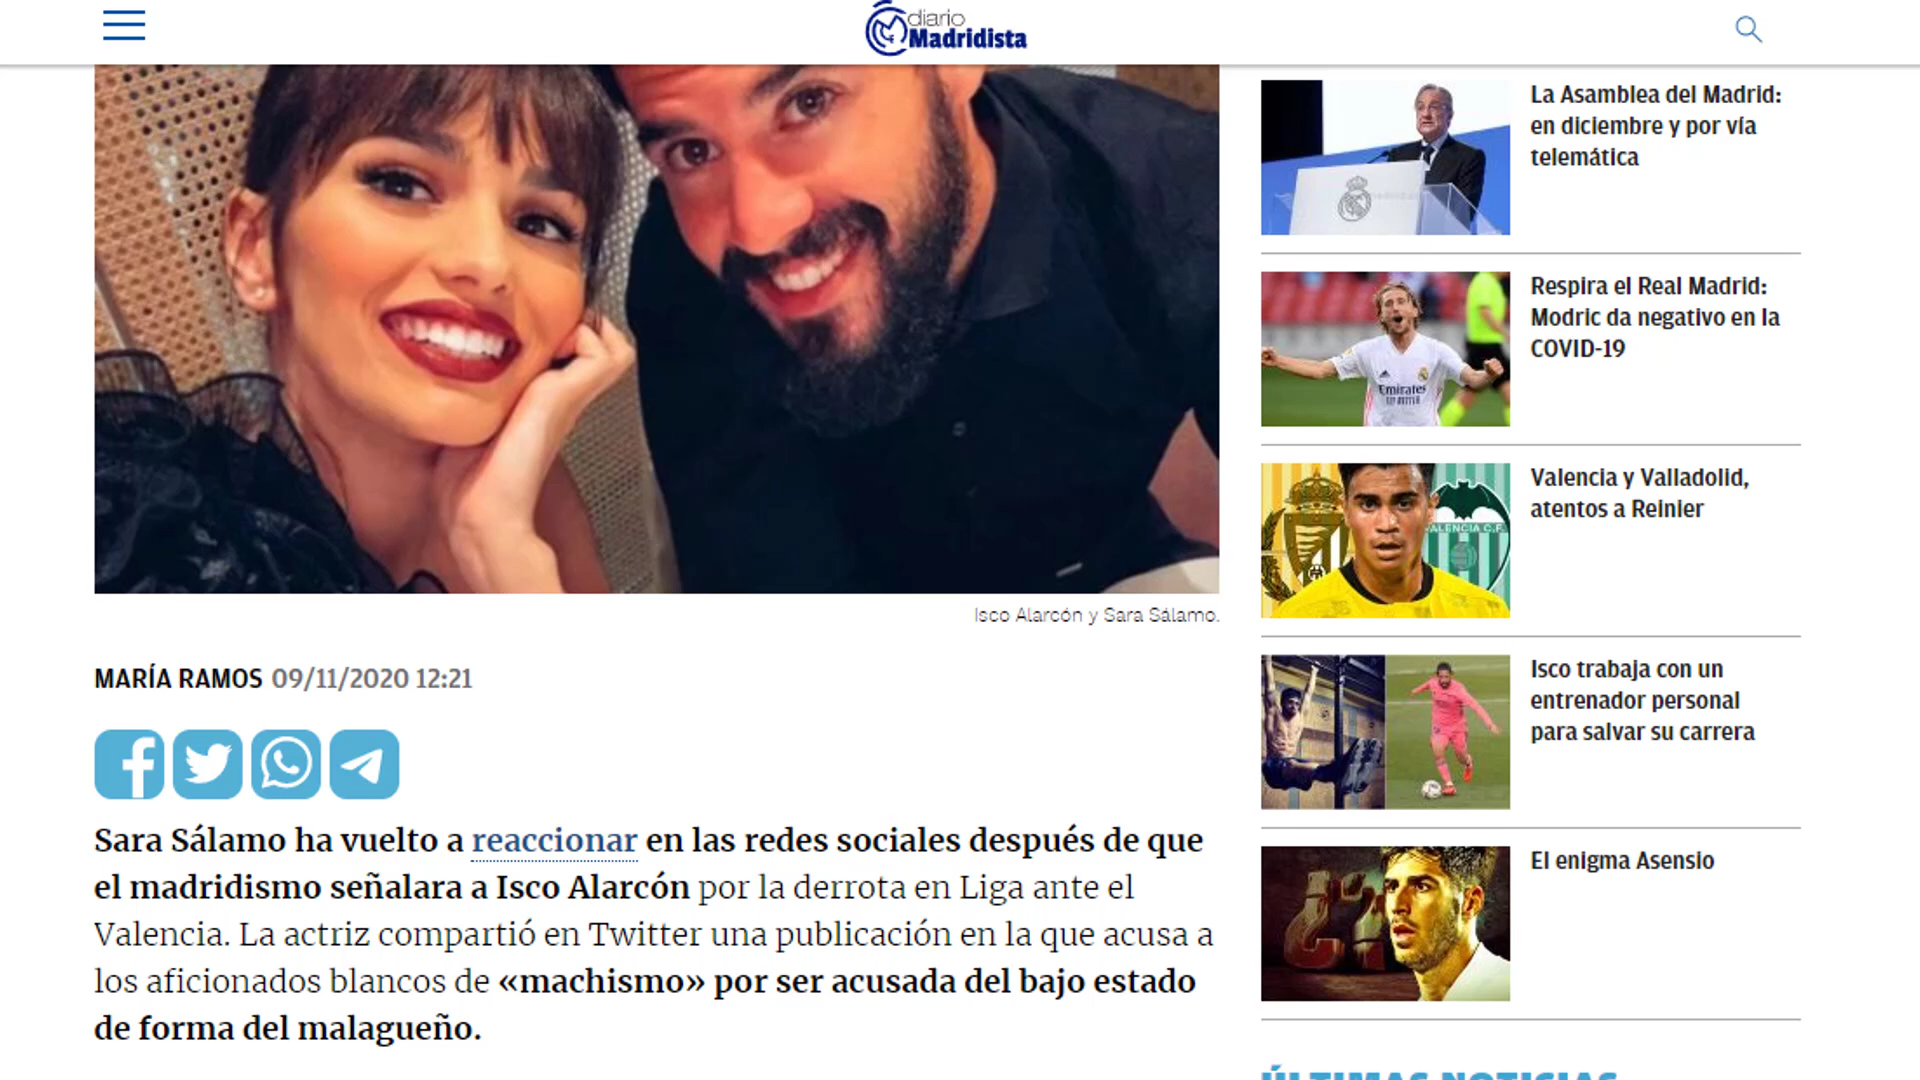 diario
Madridista
Isco Alarcón y Sara Sálamo.
MARÍA RAMOS 09/11/2020 12:21
Sara Sálamo ha vuelto a reaccionar en las redes sociales después de que
el madridismo señalara a Isco Alarcón por la derrota en Liga ante el
Valencia. La actriz compartió en Twitter una publicación en la que acusa a
los aficionados blancos de «machismo» por ser acusada del bajo estado
de forma del malagueño.
La Asamblea del Madrid:
en diciembre y por vía
telemática
Respira el Real Madrid:
Modric da negativo en la
COVID-19
Emirates
FLY BETTER
Valencia y Valladolid,
atentos a Reinier
VALENCIA C.F.
Isco trabaja con un
entrenador personal
para salvar su carrera
El enigma Asensio
¿?
ÚLTIMAS NOTICIAS